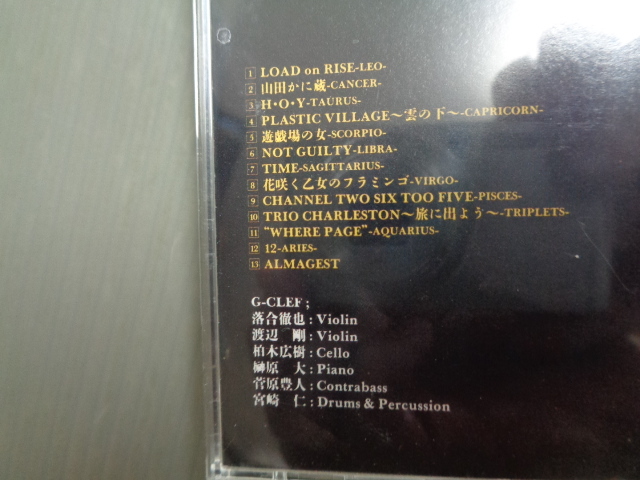 1 LOAD on RISE-LEO-
2 山田かに蔵-CANCER-
3 H・O・Y-TAURUS-
4 PLASTIC VILLAGE〜雲の下〜-CAPRICORN-
5 遊戯場の女-SCORPIO-
6 NOT GUILTY-LIBRA-
7 TIME-SAGITTARIUS-
8 花咲く乙女のフラミンゴ-VIRGO-
9 CHANNEL TWO SIX TOO FIVE-PISCES-
10 TRIO CHARLESTON〜旅に出よう〜-TRIPLETS-
11 "WHERE PAGE"-AQUARIUS-
12 12-ARIES-
13 ALMAGEST
G-CLEF ;
落合徹也 : Violin
渡辺 剛 : Violin
柏木広樹 : Cello
榊原 大 : Piano
菅原豊人 : Contrabass
宮崎 仁 : Drums & Percussion